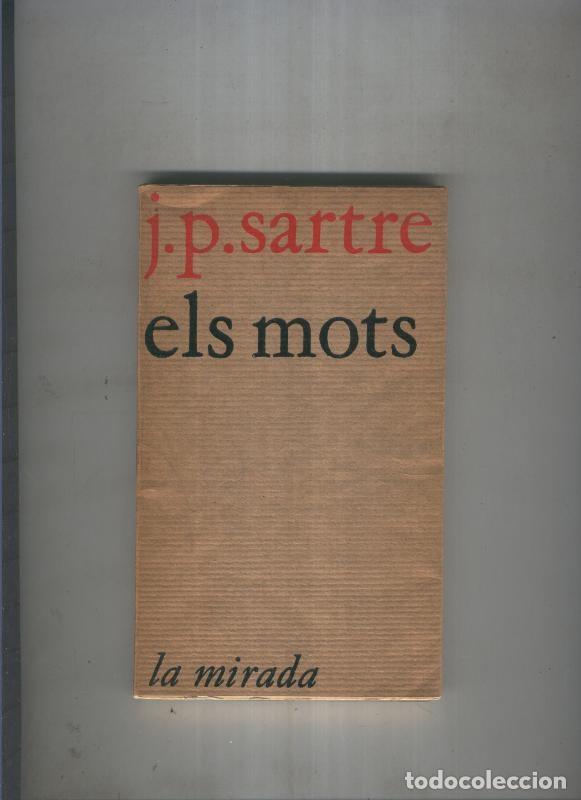 j.p.sartre
els mots
la mirada
todocoleccion